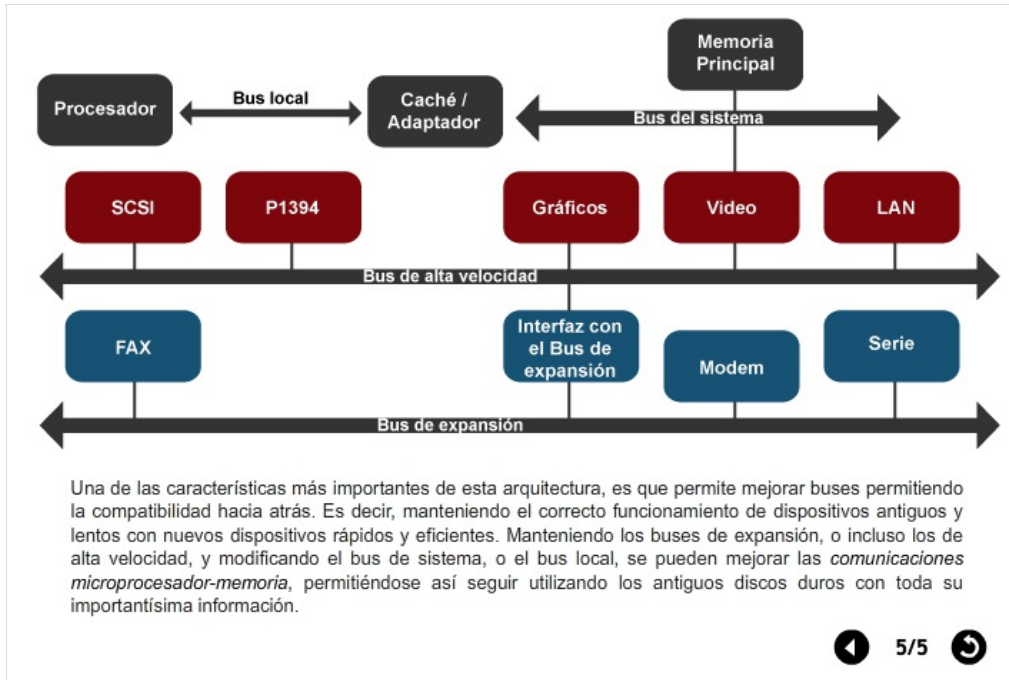 Memoria
Principal
Procesador
Bus local
Caché /
Adaptador
Bus del sistema
SCSI
P1394
Gráficos
Video
LAN
Bus de alta velocidad
FAX
Interfaz con
el Bus de
expansión
Modem
Serie
Bus de expansión
Una de las características más importantes de esta arquitectura, es que permite mejorar buses permitiendo
la compatibilidad hacia atrás. Es decir, manteniendo el correcto funcionamiento de dispositivos antiguos y
lentos con nuevos dispositivos rápidos y eficientes. Manteniendo los buses de expansión, o incluso los de
alta velocidad, y modificando el bus de sistema, o el bus local, se pueden mejorar las comunicaciones
microprocesador-memoria, permitiéndose así seguir utilizando los antiguos discos duros con toda su
importantísima información.
5/5